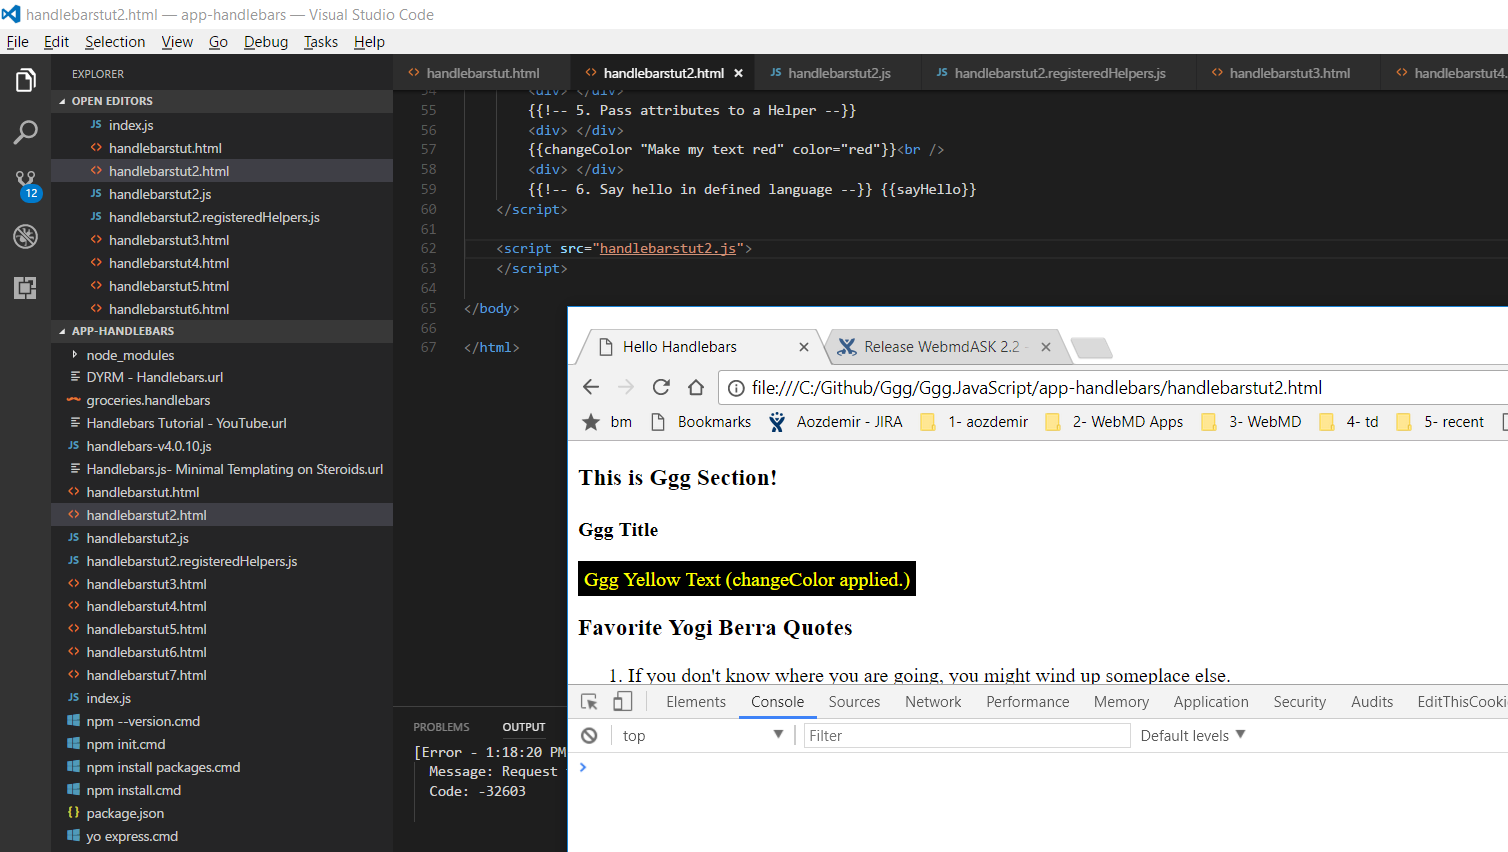 handlebarstut2.html — app-handlebars — Visual Studio Code
File Edit Selection View Go Debug Tasks Help
EXPLORER
OPEN EDITORS
JS index.js
<> handlebarstut.html
<> handlebarstut2.html
JS handlebarstut2.js
JS handlebarstut2.registeredHelpers.js
<> handlebarstut3.html
<> handlebarstut4.html
<> handlebarstut5.html
<> handlebarstut6.html
12
APP-HANDLEBARS
node_modules
DYRM - Handlebars.url
groceries.handlebars
Handlebars Tutorial - YouTube.url
JS handlebars-v4.0.10.js
Handlebars.js- Minimal Templating on Steroids.url
<> handlebarstut.html
<> handlebarstut2.html
JS handlebarstut2.js
JS handlebarstut2.registeredHelpers.js
<> handlebarstut3.html
<> handlebarstut4.html
<> handlebarstut5.html
<> handlebarstut6.html
<> handlebarstut7.html
JS index.js
npm --version.cmd
npm init.cmd
npm install packages.cmd
npm install.cmd
{} package.json
yo express.cmd
<> handlebarstut.html <> handlebarstut2.html × JS handlebarstut2.js JS handlebarstut2.registeredHelpers.js <> handlebarstut3.html <> handlebarstut4.
54 <div> </div>
55 {{!-- 5. Pass attributes to a Helper --}}
56 <div> </div>
57 {{changeColor "Make my text red" color="red"}}<br />
58 <div> </div>
59 {{!-- 6. Say hello in defined language --}} {{sayHello}}
60 </script>
61
62 <script src="handlebarstut2.js">
63 </script>
64
65 </body>
66
67 </html>
PROBLEMS OUTPUT
[Error - 1:18:20 PM
Message: Request
Code: -32603
Hello Handlebars × Release WebmdASK 2.2 - ×
file:///C:/Github/Ggg/Ggg.JavaScript/app-handlebars/handlebarstut2.html
bm Bookmarks Aozdemir - JIRA 1- aozdemir 2- WebMD Apps 3- WebMD 4- td 5- recent
This is Ggg Section!
Ggg Title
Ggg Yellow Text (changeColor applied.)
Favorite Yogi Berra Quotes
1. If you don't know where you are going, you might wind up someplace else.
Elements Console Sources Network Performance Memory Application Security Audits EditThisCooki
top Filter Default levels